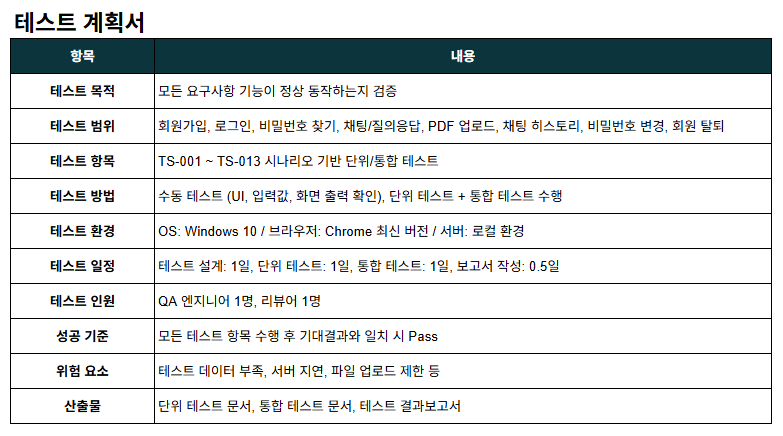 테스트 계획서
항목 내용
테스트 목적 모든 요구사항 기능이 정상 동작하는지 검증
테스트 범위 회원가입, 로그인, 비밀번호 찾기, 채팅/질의응답, PDF 업로드, 채팅 히스토리, 비밀번호 변경, 회원 탈퇴
테스트 항목 TS-001 ~ TS-013 시나리오 기반 단위/통합 테스트
테스트 방법 수동 테스트 (UI, 입력값, 화면 출력 확인), 단위 테스트 + 통합 테스트 수행
테스트 환경 OS: Windows 10 / 브라우저: Chrome 최신 버전 / 서버: 로컬 환경
테스트 일정 테스트 설계: 1일, 단위 테스트: 1일, 통합 테스트: 1일, 보고서 작성: 0.5일
테스트 인원 QA 엔지니어 1명, 리뷰어 1명
성공 기준 모든 테스트 항목 수행 후 기대결과와 일치 시 Pass
위험 요소 테스트 데이터 부족, 서버 지연, 파일 업로드 제한 등
산출물 단위 테스트 문서, 통합 테스트 문서, 테스트 결과보고서